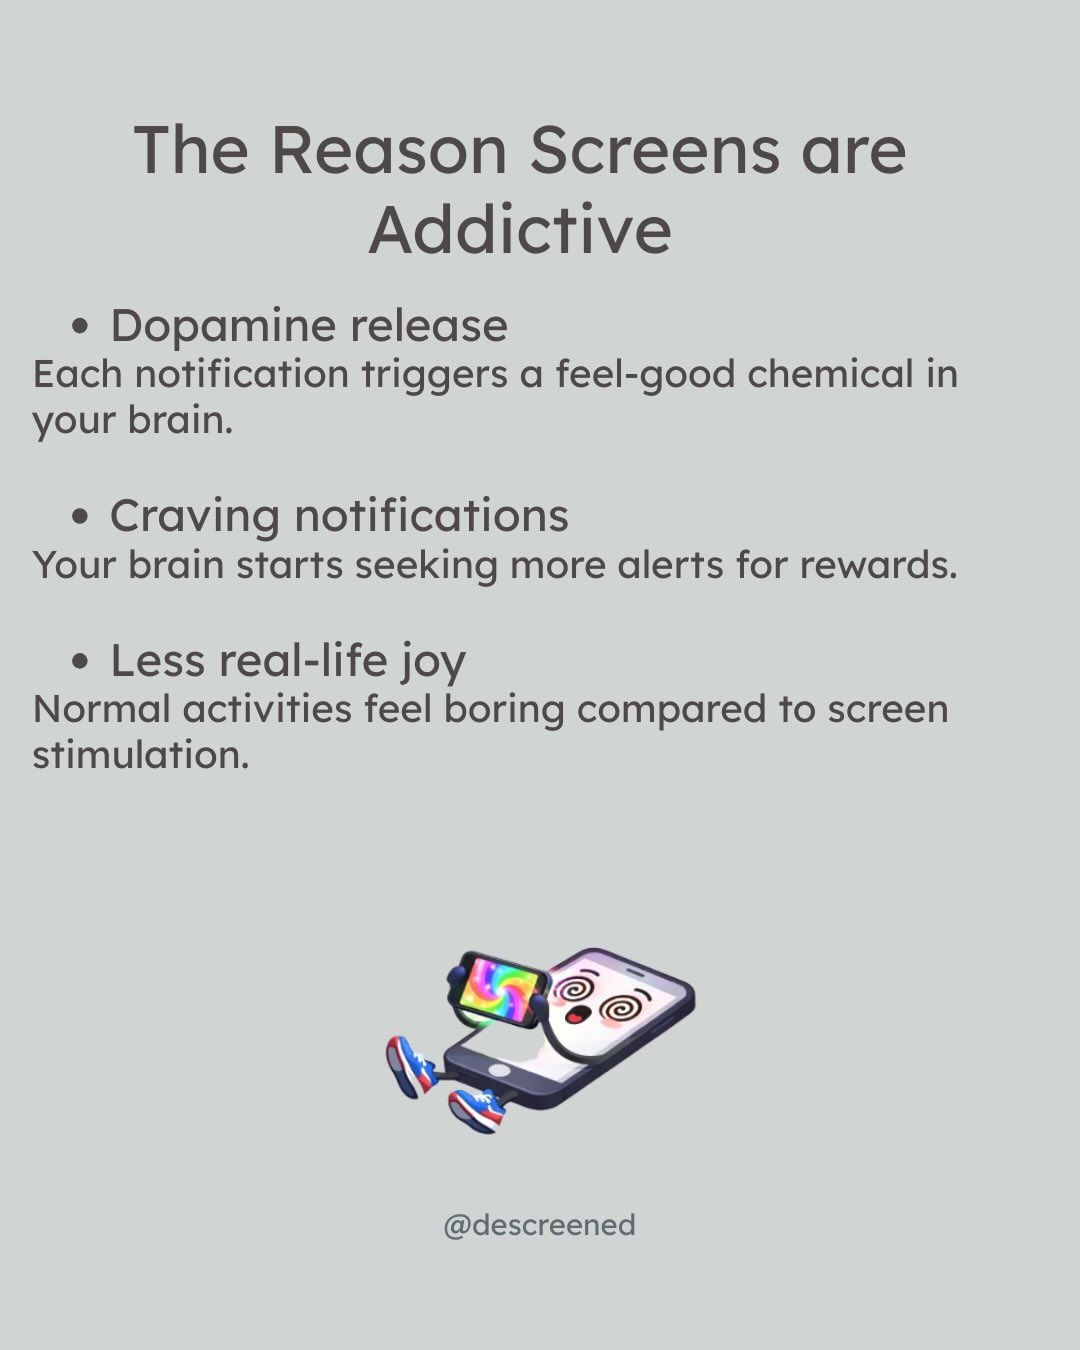 The Reason Screens are
Addictive
• Dopamine release
Each notification triggers a feel-good chemical in
your brain.
• Craving notifications
Your brain starts seeking more alerts for rewards.
• Less real-life joy
Normal activities feel boring compared to screen
stimulation.
@descreened